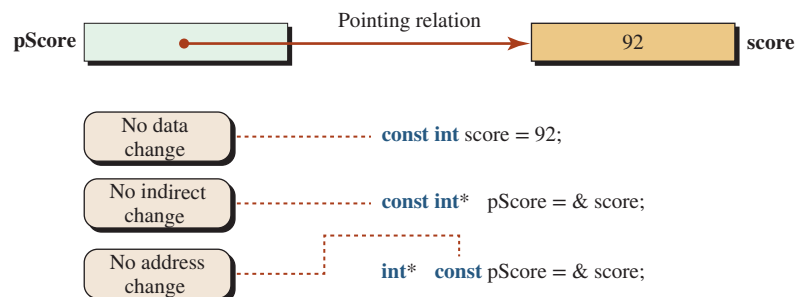 Pointing relation
pScore
92
score
No data
change
const int score = 92;
No indirect
change
const int* pScore = & score;
No address
change
int* const pScore = & score;